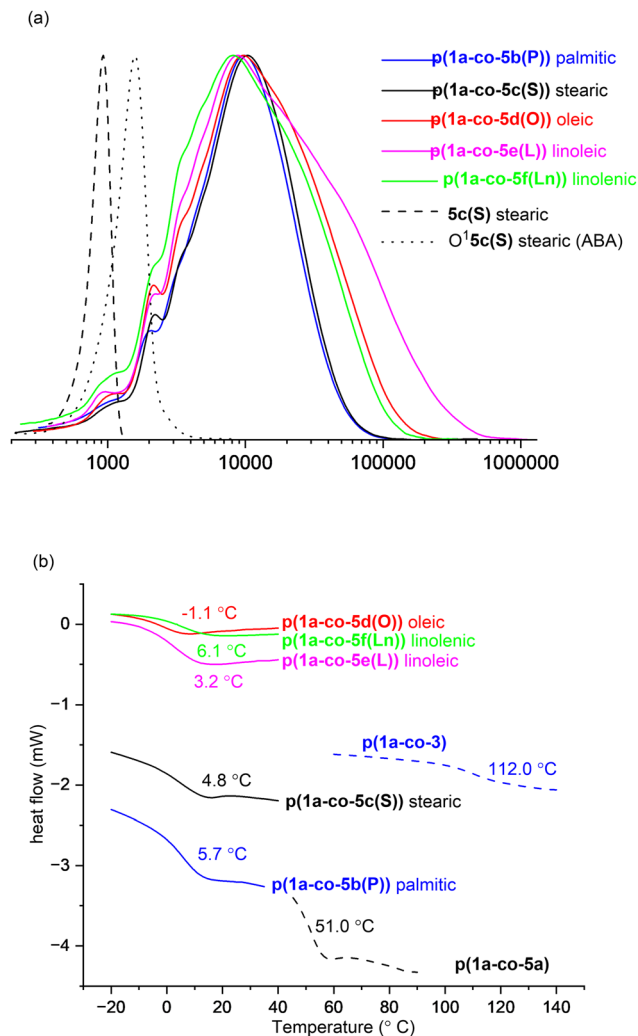 (a)
p(1a-co-5b(P)) palmitic
p(1a-co-5c(S)) stearic
p(1a-co-5d(O)) oleic
p(1a-co-5e(L)) linoleic
p(1a-co-5f(Ln)) linolenic
5c(S) stearic
O¹5c(S) stearic (ABA)
1000 10000 1000000 1000000
(b)
-1.1 °C
p(1a-co-5d(O)) oleic
p(1a-co-5f(Ln)) linolenic
6.1 °C
p(1a-co-5e(L)) linoleic
3.2 °C
p(1a-co-3)
112.0 °C
4.8 °C
p(1a-co-5c(S)) stearic
5.7 °C
p(1a-co-5b(P)) palmitic
51.0 °C
p(1a-co-5a)
heat flow (mW)
0
−1
−2
−3
−4
−20 0 20 40 60 80 100 120 140
Temperature (° C)